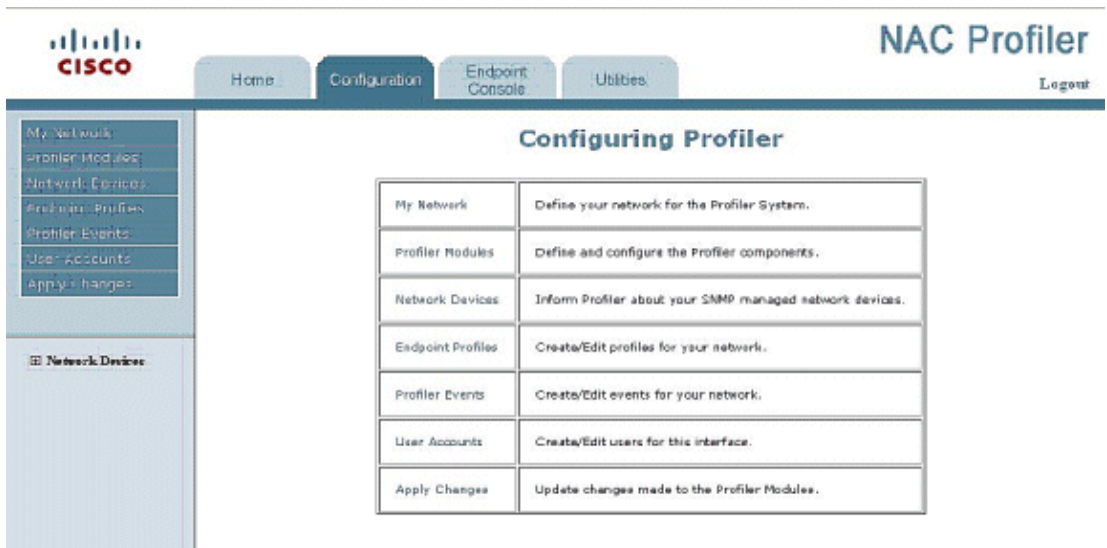 CISCO
NAC Profiler
Home
Configuration
Endpoint
Console
Utilities
Logout
My Network
Profiler Modules
Network Devices
Endpoint Profiles
Profiler Events
User Accounts
Apply Changes
Network Devices
Configuring Profiler
My Network Define your network for the Profiler System.
Profiler Modules Define and configure the Profiler components.
Network Devices Inform Profiler about your SNMP managed network devices.
Endpoint Profiles Create/Edit profiles for your network.
Profiler Events Create/Edit events for your network.
User Accounts Create/Edit users for this interface.
Apply Changes Update changes made to the Profiler Modules.